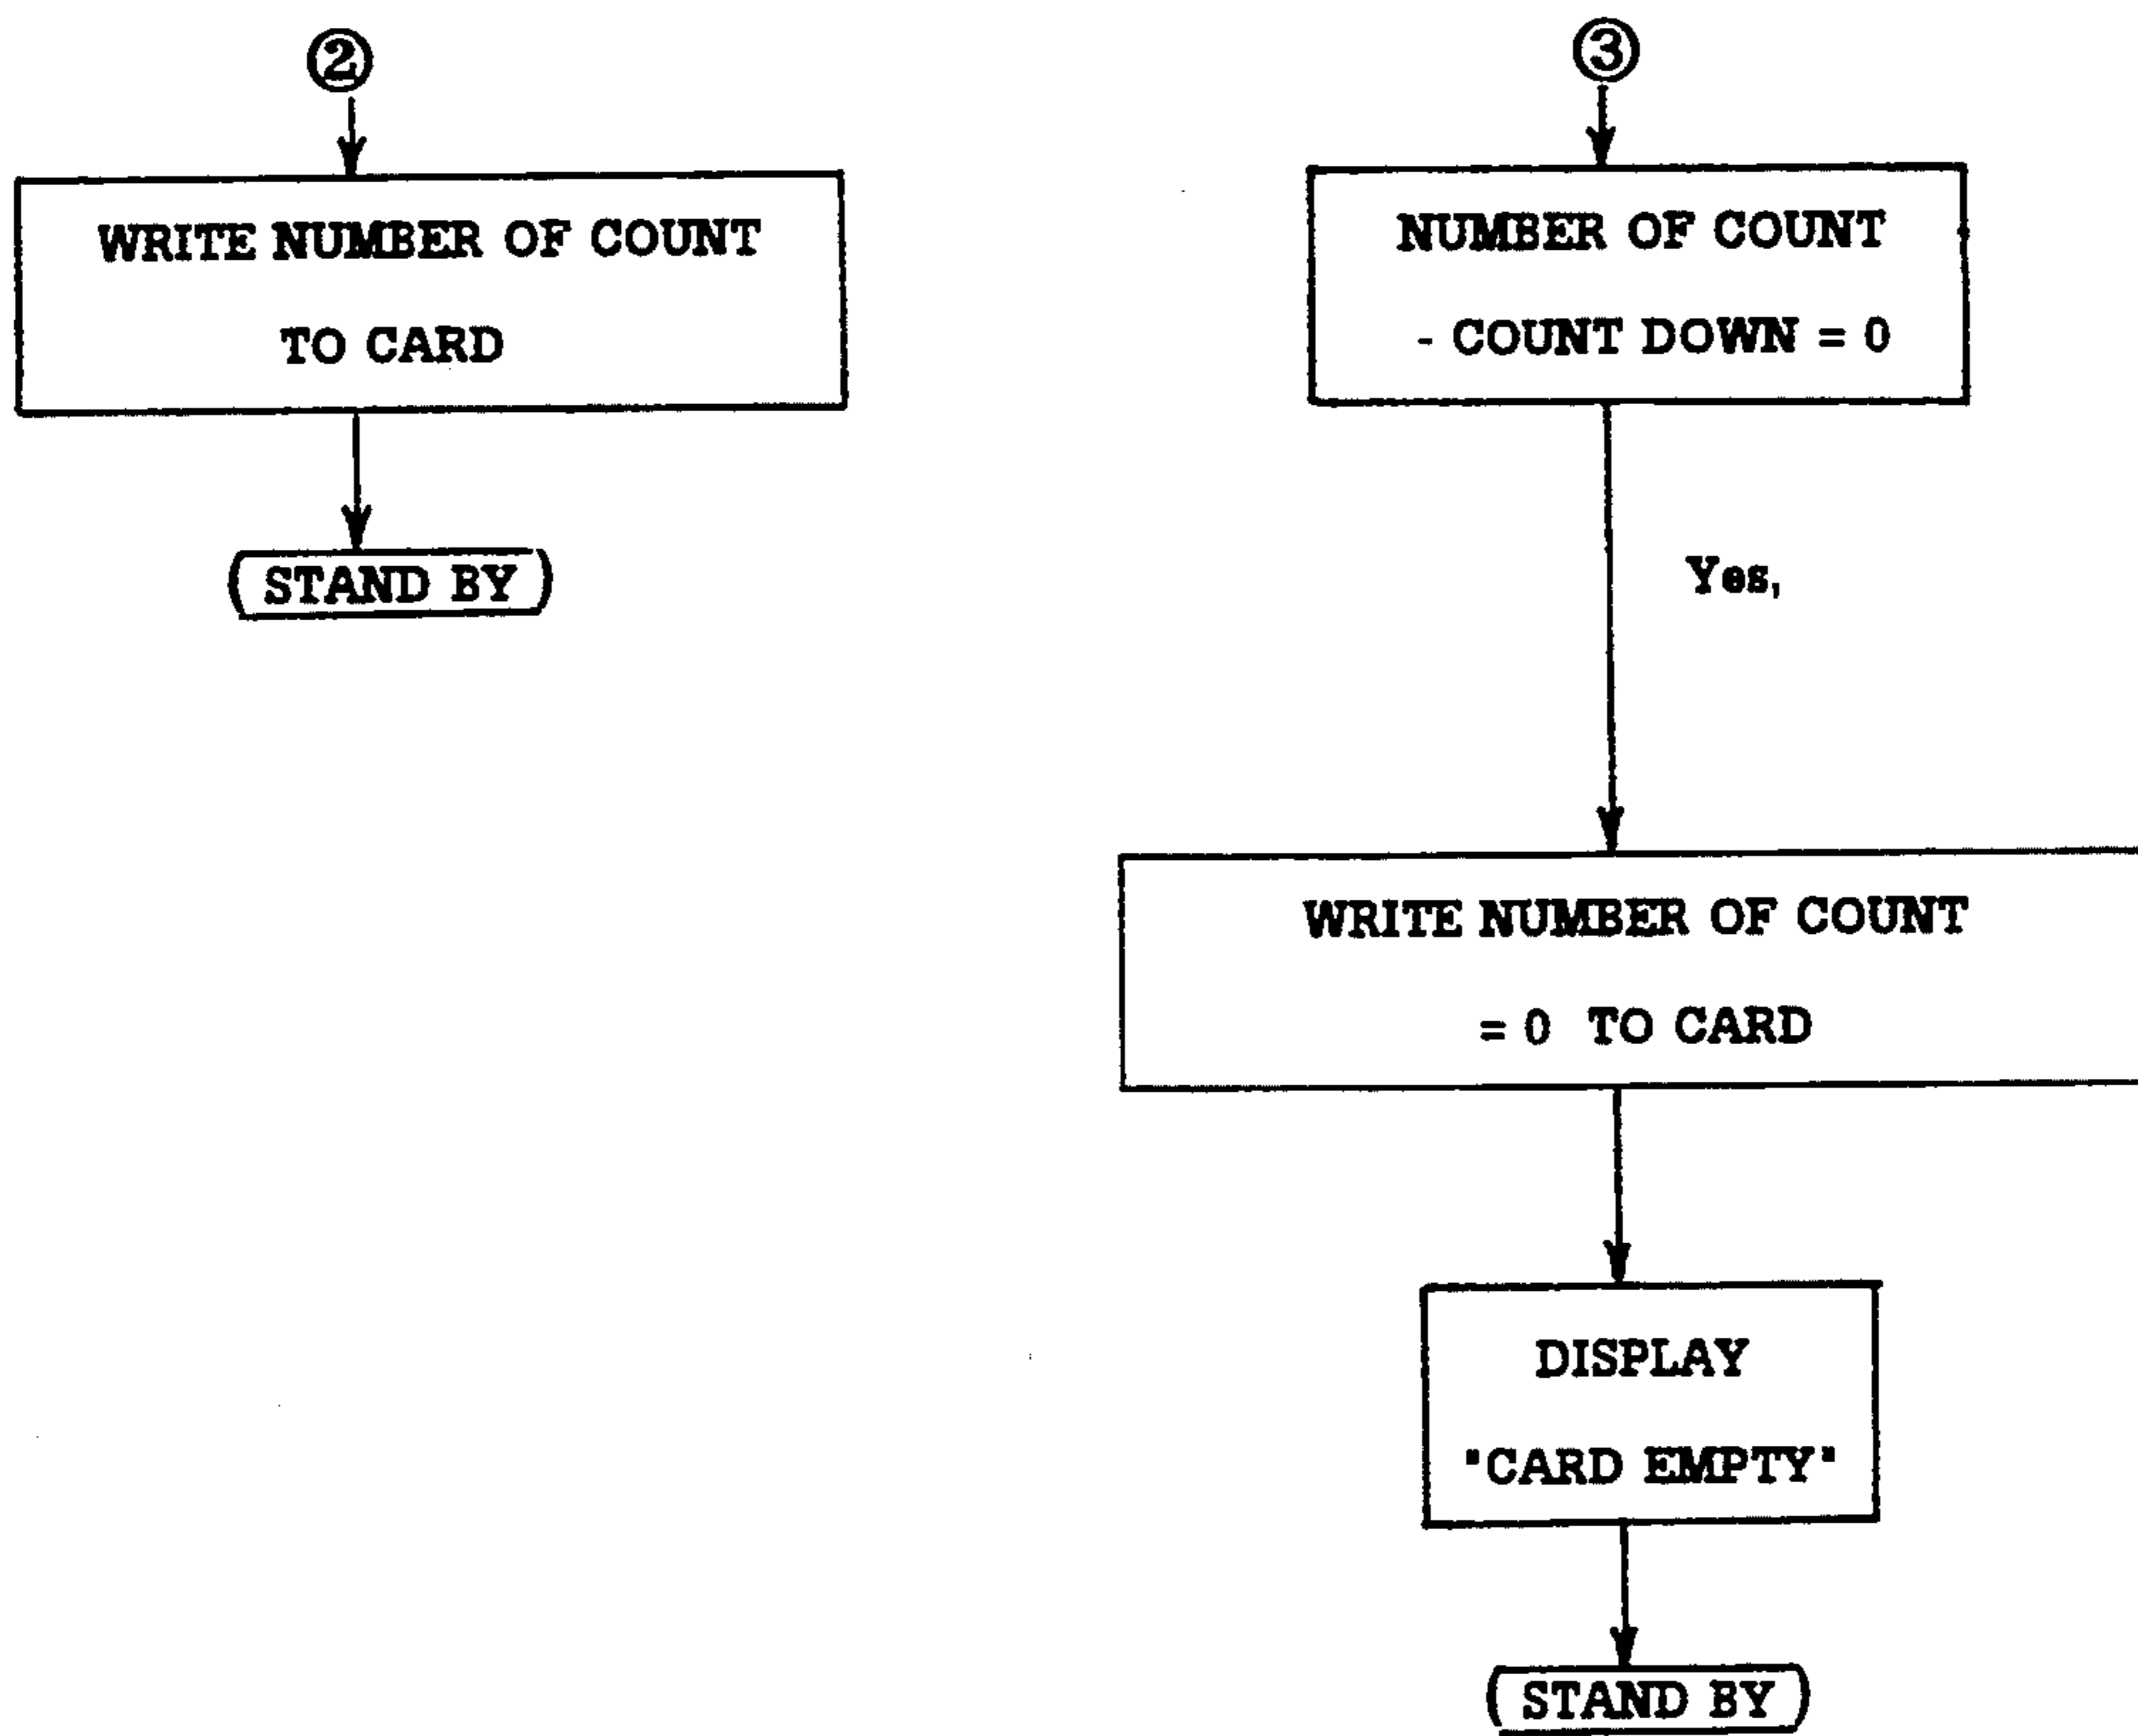 ②
WRITE NUMBER OF COUNT
TO CARD
STAND BY
③
NUMBER OF COUNT
- COUNT DOWN = 0
Yes,
WRITE NUMBER OF COUNT
= 0 TO CARD
DISPLAY
"CARD EMPTY"
STAND BY